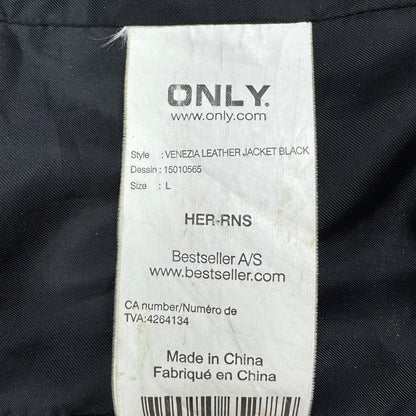 ONLY.
www.only.com
Style : VENEZIA LEATHER JACKET BLACK
Dessin : 15010565
Size : L
HER-RNS
Bestseller A/S
www.bestseller.com
CA number/Numéro de
TVA:4264134
Made in China
Fabriqué en China